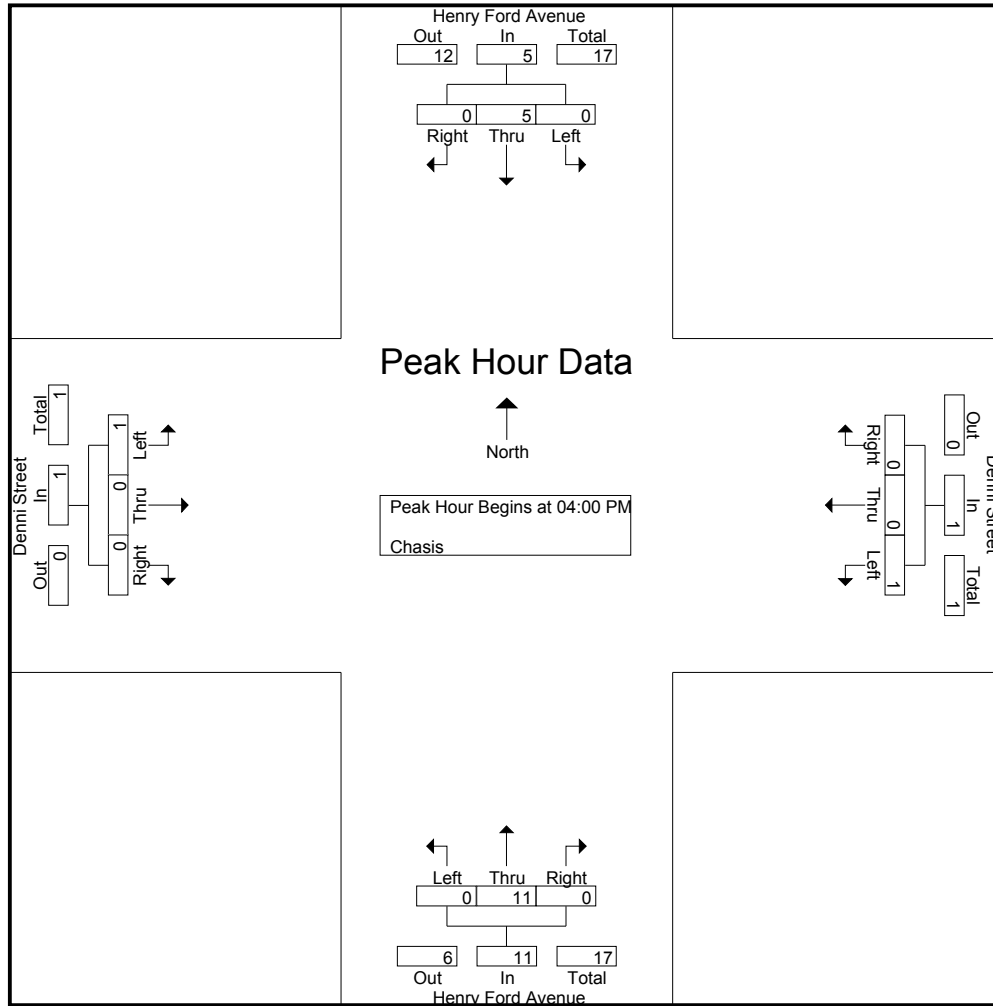 Henry Ford Avenue
Out In Total
12 5 17
0 5 0
Right Thru Left
Peak Hour Data
North
Peak Hour Begins at 04:00 PM
Chasis
Denni Street
Total In Out
1 1 0
1 0 0
Left Thru Right
Right Thru Left
0 0 1
0 1 1
Out In Total
Denni Street
Left Thru Right
0 11 0
6 11 17
Out In Total
Henry Ford Avenue